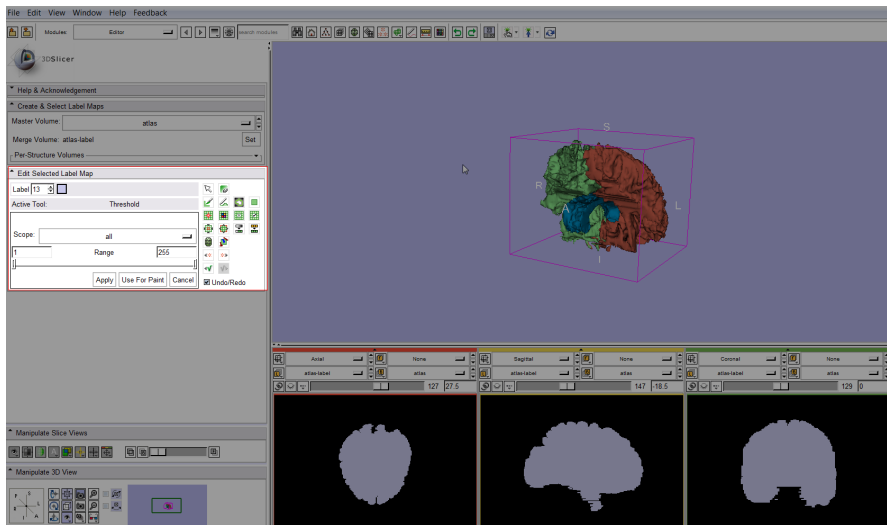 File Edit View Window Help Feedback
Modules: Editor search modules
3DSlicer
Help & Acknowledgement
Create & Select Label Maps
Master Volume: atlas
Merge Volume: atlas-label Set
Per-Structure Volumes
Edit Selected Label Map
Label 13
Active Tool: Threshold
Scope: all
1 Range 255
Apply Use For Paint Cancel
Undo/Redo
S
R
A
L
I
Axial None Sagittal None Coronal None
atlas-label atlas atlas-label atlas atlas-label atlas
127 27.5 147 -18.5 129 0
Manipulate Slice Views
Manipulate 3D View